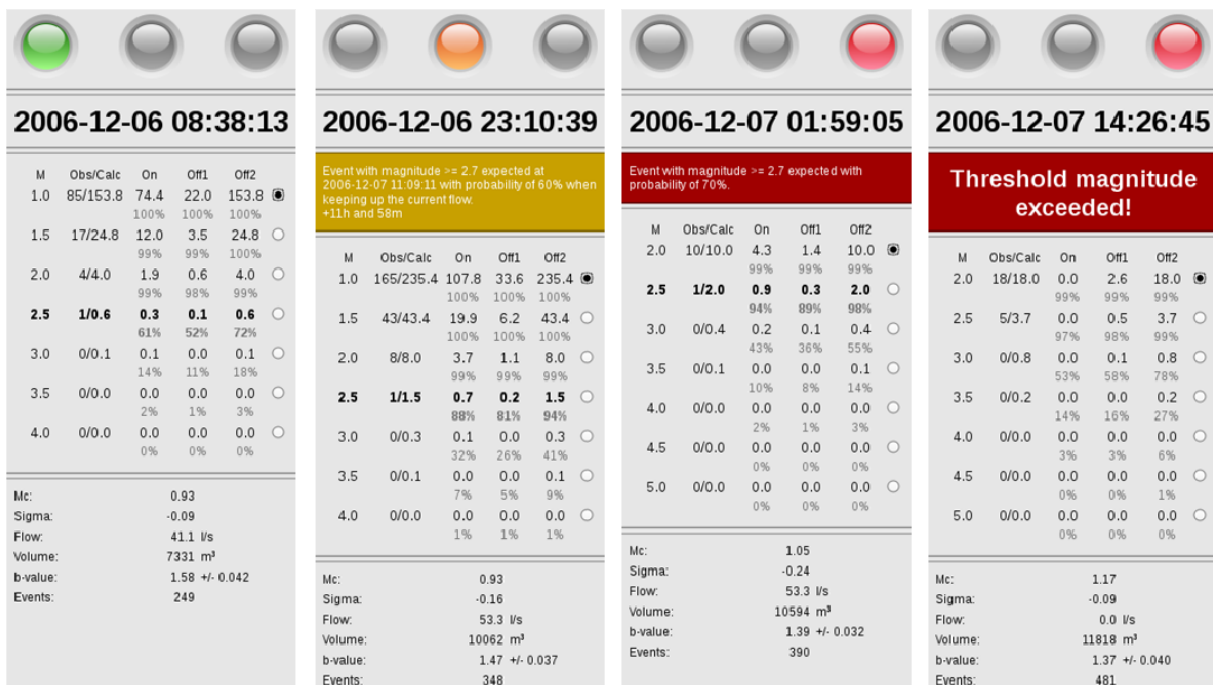 2006-12-06 08:38:13
M Obs/Calc On Off1 Off2
1.0 85/153.8 74.4 22.0 153.8
100% 100% 100%
1.5 17/24.8 12.0 3.5 24.8
99% 99% 100%
2.0 4/4.0 1.9 0.6 4.0
99% 98% 99%
2.5 1/0.6 0.3 0.1 0.6
61% 52% 72%
3.0 0/0.1 0.1 0.0 0.1
14% 11% 18%
3.5 0/0.0 0.0 0.0 0.0
2% 1% 3%
4.0 0/0.0 0.0 0.0 0.0
0% 0% 0%
Mc: 0.93
Sigma: -0.09
Flow: 41.1 l/s
Volume: 7331 m³
b-value: 1.58 +/- 0.042
Events: 249
2006-12-06 23:10:39
Event with magnitude >= 2.7 expected at
2006-12-07 11:09:11 with probability of 60% when
keeping up the current flow.
+11h and 58m
M Obs/Calc On Off1 Off2
1.0 165/235.4 107.8 33.6 235.4
100% 100% 100%
1.5 43/43.4 19.9 6.2 43.4
100% 100% 100%
2.0 8/8.0 3.7 1.1 8.0
99% 99% 99%
2.5 1/1.5 0.7 0.2 1.5
88% 81% 94%
3.0 0/0.3 0.1 0.0 0.3
32% 26% 41%
3.5 0/0.1 0.0 0.0 0.1
7% 5% 9%
4.0 0/0.0 0.0 0.0 0.0
1% 1% 1%
Mc: 0.93
Sigma: -0.16
Flow: 53.3 l/s
Volume: 10062 m³
b-value: 1.47 +/- 0.037
Events: 348
2006-12-07 01:59:05
Event with magnitude >= 2.7 expected with
probability of 70%.
M Obs/Calc On Off1 Off2
2.0 10/10.0 4.3 1.4 10.0
99% 99% 99%
2.5 1/2.0 0.9 0.3 2.0
94% 89% 98%
3.0 0/0.4 0.2 0.1 0.4
43% 36% 55%
3.5 0/0.1 0.0 0.0 0.1
10% 8% 14%
4.0 0/0.0 0.0 0.0 0.0
2% 1% 3%
4.5 0/0.0 0.0 0.0 0.0
0% 0% 0%
5.0 0/0.0 0.0 0.0 0.0
0% 0% 0%
Mc: 1.05
Sigma: -0.24
Flow: 53.3 l/s
Volume: 10594 m³
b-value: 1.39 +/- 0.032
Events: 390
2006-12-07 14:26:45
Threshold magnitude
exceeded!
M Obs/Calc On Off1 Off2
2.0 18/18.0 0.0 2.6 18.0
99% 99% 99%
2.5 5/3.7 0.0 0.5 3.7
97% 98% 99%
3.0 0/0.8 0.0 0.1 0.8
53% 58% 78%
3.5 0/0.2 0.0 0.0 0.2
14% 16% 27%
4.0 0/0.0 0.0 0.0 0.0
3% 3% 6%
4.5 0/0.0 0.0 0.0 0.0
0% 0% 1%
5.0 0/0.0 0.0 0.0 0.0
0% 0% 0%
Mc: 1.17
Sigma: -0.09
Flow: 0.0 l/s
Volume: 11818 m³
b-value: 1.37 +/- 0.040
Events: 481